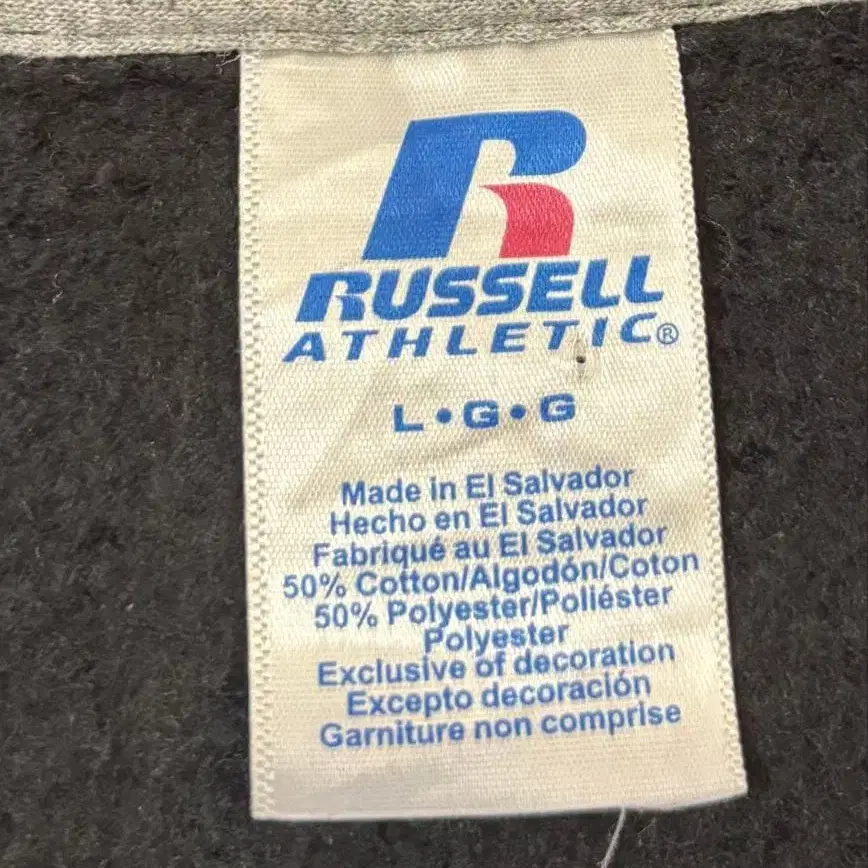 R
RUSSELL
ATHLETIC®
L•G•G
Made in El Salvador
Hecho en El Salvador
Fabriqué au El Salvador
50% Cotton/Algodón/Coton
50% Polyester/Poliéster
Polyester
Exclusive of decoration
Excepto decoración
Garniture non comprise